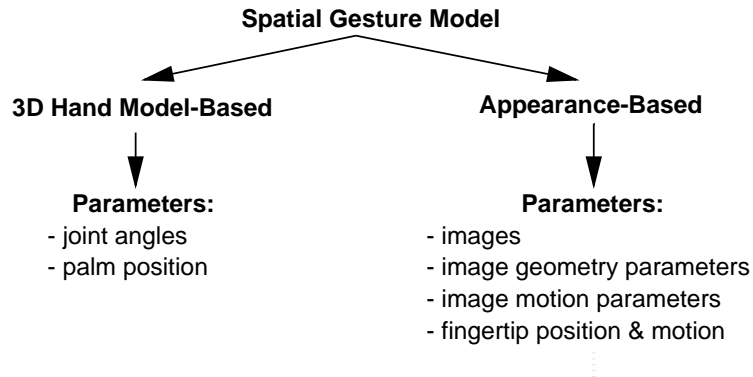 Spatial Gesture Model
3D Hand Model-Based
Appearance-Based
Parameters:
- joint angles
- palm position
Parameters:
- images
- image geometry parameters
- image motion parameters
- fingertip position & motion